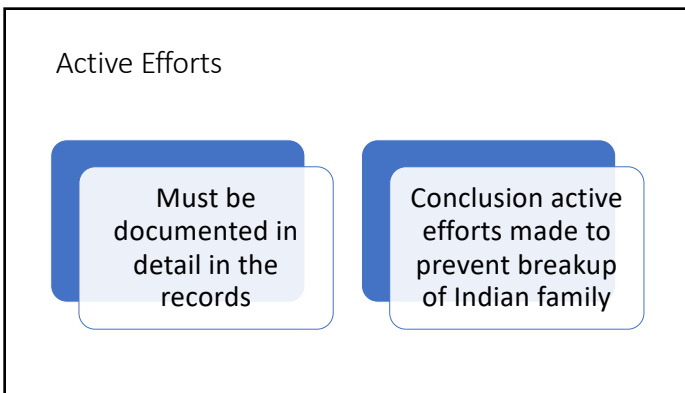 Active Efforts
Must be
documented in
detail in the
records
Conclusion active
efforts made to
prevent breakup
of Indian family